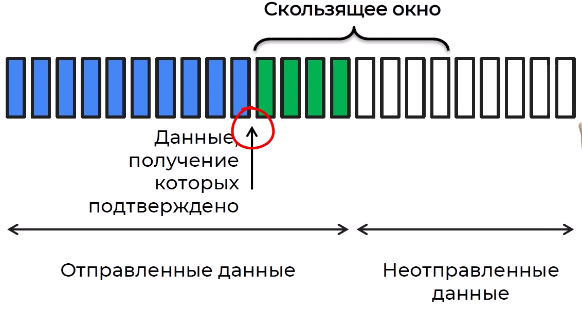 Скользящее окно
Данные,
получение
которых
подтверждено
Отправленные данные
Неотправленные
данные